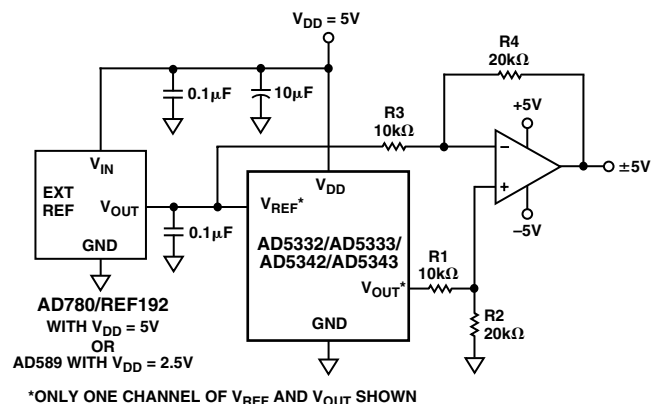 V_DD = 5V
R4
20kΩ
0.1μF
10μF
R3
10kΩ
+5V
–
+
±5V
–5V
V_IN
EXT
REF
V_OUT
GND
0.1μF
V_DD
V_REF*
AD5332/AD5333/
AD5342/AD5343
V_OUT*
GND
R1
10kΩ
R2
20kΩ
AD780/REF192
WITH V_DD = 5V
OR
AD589 WITH V_DD = 2.5V
*ONLY ONE CHANNEL OF V_REF AND V_OUT SHOWN